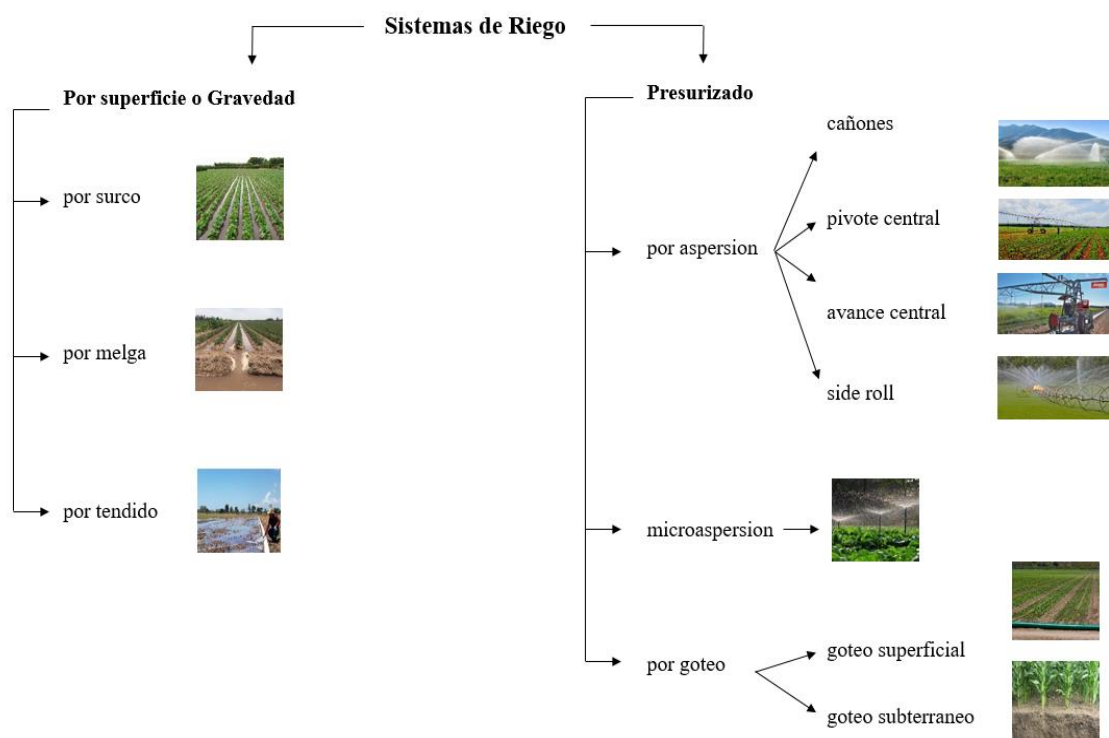 Sistemas de Riego
Por superficie o Gravedad
por surco
por melga
por tendido
Presurizado
por aspersion
cañones
pivote central
avance central
side roll
microaspersion
por goteo
goteo superficial
goteo subterraneo